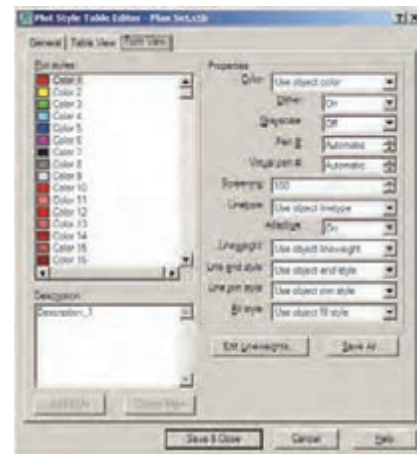 Plot Style Table Editor - Plan Set.ctb
General Table View Form View
Plot styles:
Color 1
Color 2
Color 3
Color 4
Color 5
Color 6
Color 7
Color 8
Color 9
Color 10
Color 11
Color 12
Color 13
Color 14
Color 15
Color 16
Description:
Description_1
Properties
Color: Use object color
Dither: On
Grayscale: Off
Pen #: Automatic
Virtual pen #: Automatic
Screening: 100
Linetype: Use object linetype
Adaptive: On
Lineweight: Use object lineweight
Line end style: Use object end style
Line join style: Use object join style
Fill style: Use object fill style
Edit Lineweights... Save As...
Add Style Delete Style
Save & Close Cancel Help